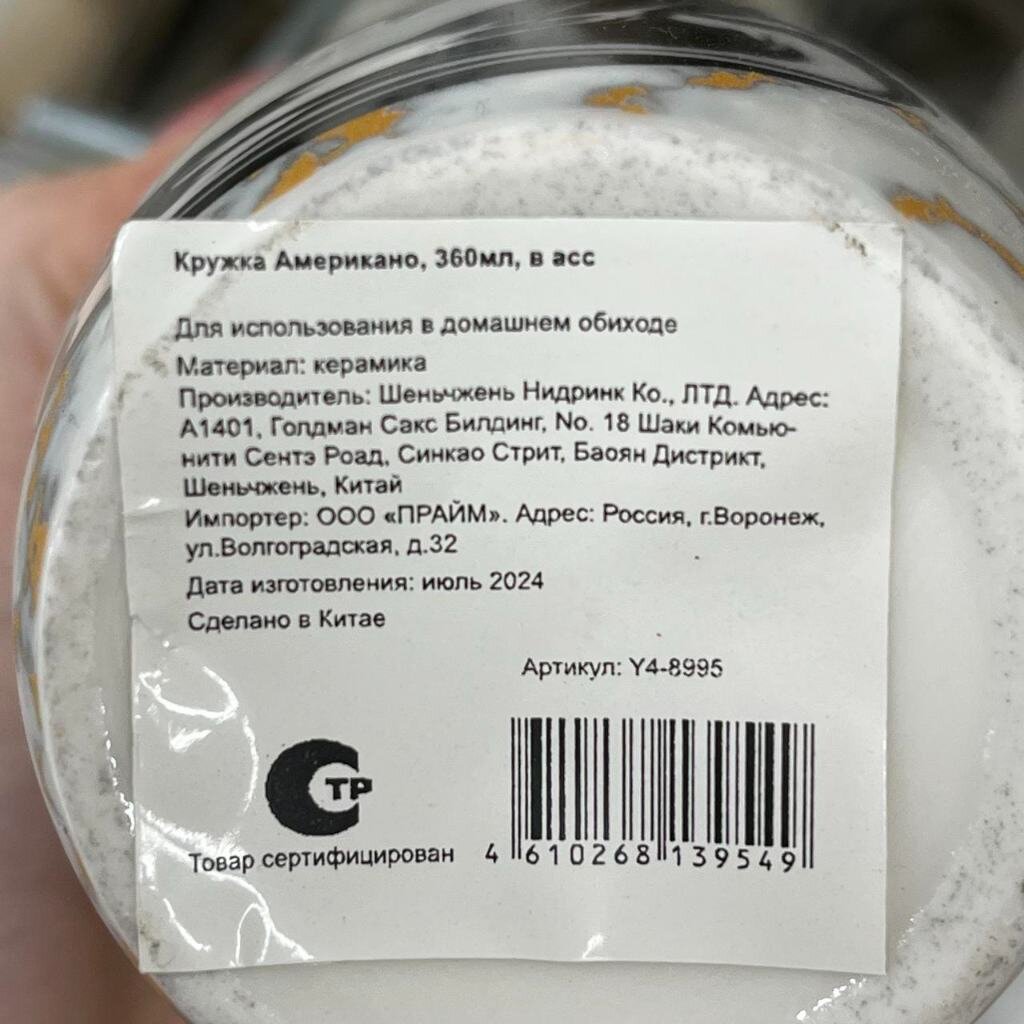 Кружка Американо, 360мл, в асс
Для использования в домашнем обиходе
Материал: керамика
Производитель: Шеньчжень Нидринк Ко., ЛТД. Адрес:
А1401, Голдман Сакс Билдинг, No. 18 Шаки Комью-
нити Сентэ Роад, Синкао Стрит, Баоян Дистрикт,
Шеньчжень, Китай
Импортер: ООО «ПРАЙМ». Адрес: Россия, г.Воронеж,
ул.Волгоградская, д.32
Дата изготовления: июль 2024
Сделано в Китае
Артикул: Y4-8995
ТР
Товар сертифицирован
4 610268 139549